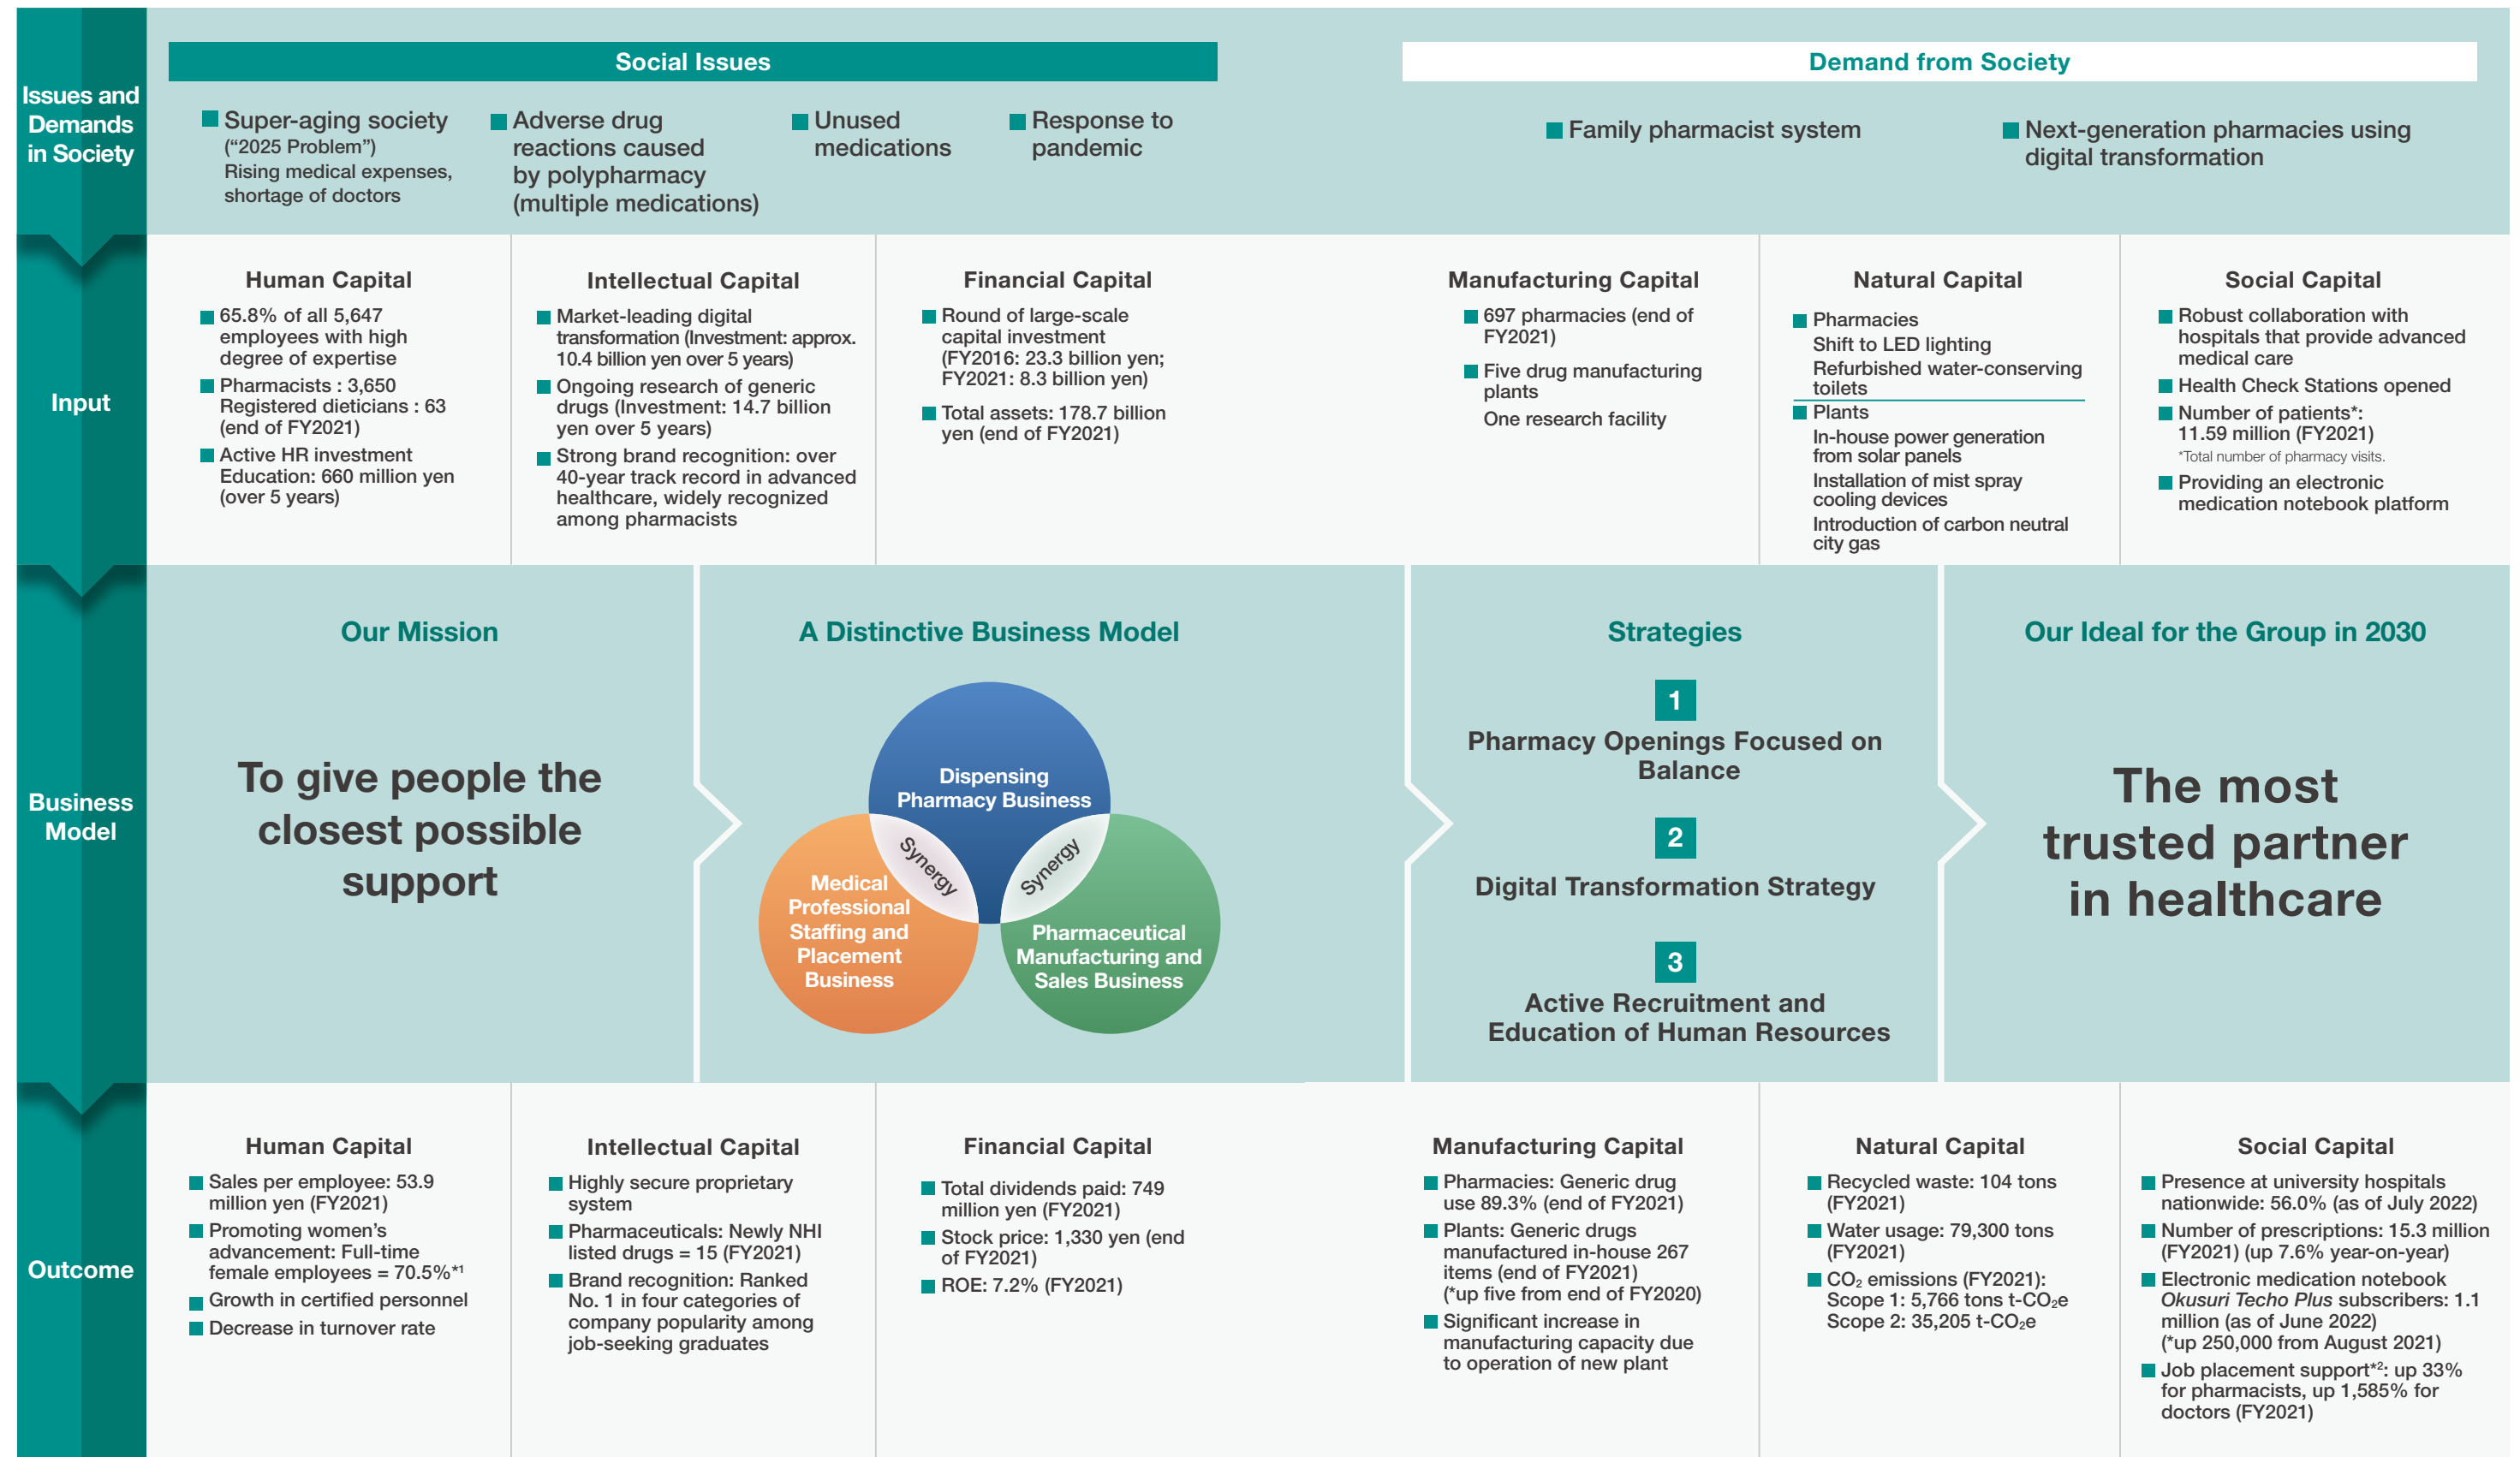 Issues and
Demands
in Society
Social Issues
Super-aging society
(“2025 Problem”)
Rising medical expenses,
shortage of doctors
Adverse drug
reactions caused
by polypharmacy
(multiple medications)
Unused
medications
Response to
pandemic
Demand from Society
Family pharmacist system
Next-generation pharmacies using
digital transformation
Input
Human Capital
65.8% of all 5,647
employees with high
degree of expertise
Pharmacists : 3,650
Registered dieticians : 63
(end of FY2021)
Active HR investment
Education: 660 million yen
(over 5 years)
Intellectual Capital
Market-leading digital
transformation (Investment: approx.
10.4 billion yen over 5 years)
Ongoing research of generic
drugs (Investment: 14.7 billion
yen over 5 years)
Strong brand recognition: over
40-year track record in advanced
healthcare, widely recognized
among pharmacists
Financial Capital
Round of large-scale
capital investment
(FY2016: 23.3 billion yen;
FY2021: 8.3 billion yen)
Total assets: 178.7 billion
yen (end of FY2021)
Manufacturing Capital
697 pharmacies (end of
FY2021)
Five drug manufacturing
plants
One research facility
Natural Capital
Pharmacies
Shift to LED lighting
Refurbished water-conserving
toilets
Plants
In-house power generation
from solar panels
Installation of mist spray
cooling devices
Introduction of carbon neutral
city gas
Social Capital
Robust collaboration with
hospitals that provide advanced
medical care
Health Check Stations opened
Number of patients*:
11.59 million (FY2021)
*Total number of pharmacy visits.
Providing an electronic
medication notebook platform
Business
Model
Our Mission
To give people the
closest possible
support
A Distinctive Business Model
Dispensing
Pharmacy Business
Synergy
Synergy
Medical
Professional
Staffing and
Placement
Business
Pharmaceutical
Manufacturing and
Sales Business
Strategies
1
Pharmacy Openings Focused on
Balance
2
Digital Transformation Strategy
3
Active Recruitment and
Education of Human Resources
Our Ideal for the Group in 2030
The most
trusted partner
in healthcare
Outcome
Human Capital
Sales per employee: 53.9
million yen (FY2021)
Promoting women’s
advancement: Full-time
female employees = 70.5%*1
Growth in certified personnel
Decrease in turnover rate
Intellectual Capital
Highly secure proprietary
system
Pharmaceuticals: Newly NHI
listed drugs = 15 (FY2021)
Brand recognition: Ranked
No. 1 in four categories of
company popularity among
job-seeking graduates
Financial Capital
Total dividends paid: 749
million yen (FY2021)
Stock price: 1,330 yen (end
of FY2021)
ROE: 7.2% (FY2021)
Manufacturing Capital
Pharmacies: Generic drug
use 89.3% (end of FY2021)
Plants: Generic drugs
manufactured in-house 267
items (end of FY2021)
(*up five from end of FY2020)
Significant increase in
manufacturing capacity due
to operation of new plant
Natural Capital
Recycled waste: 104 tons
(FY2021)
Water usage: 79,300 tons
(FY2021)
CO₂ emissions (FY2021):
Scope 1: 5,766 tons t-CO₂e
Scope 2: 35,205 t-CO₂e
Social Capital
Presence at university hospitals
nationwide: 56.0% (as of July 2022)
Number of prescriptions: 15.3 million
(FY2021) (up 7.6% year-on-year)
Electronic medication notebook
Okusuri Techo Plus subscribers: 1.1
million (as of June 2022)
(*up 250,000 from August 2021)
Job placement support*2: up 33%
for pharmacists, up 1,585% for
doctors (FY2021)